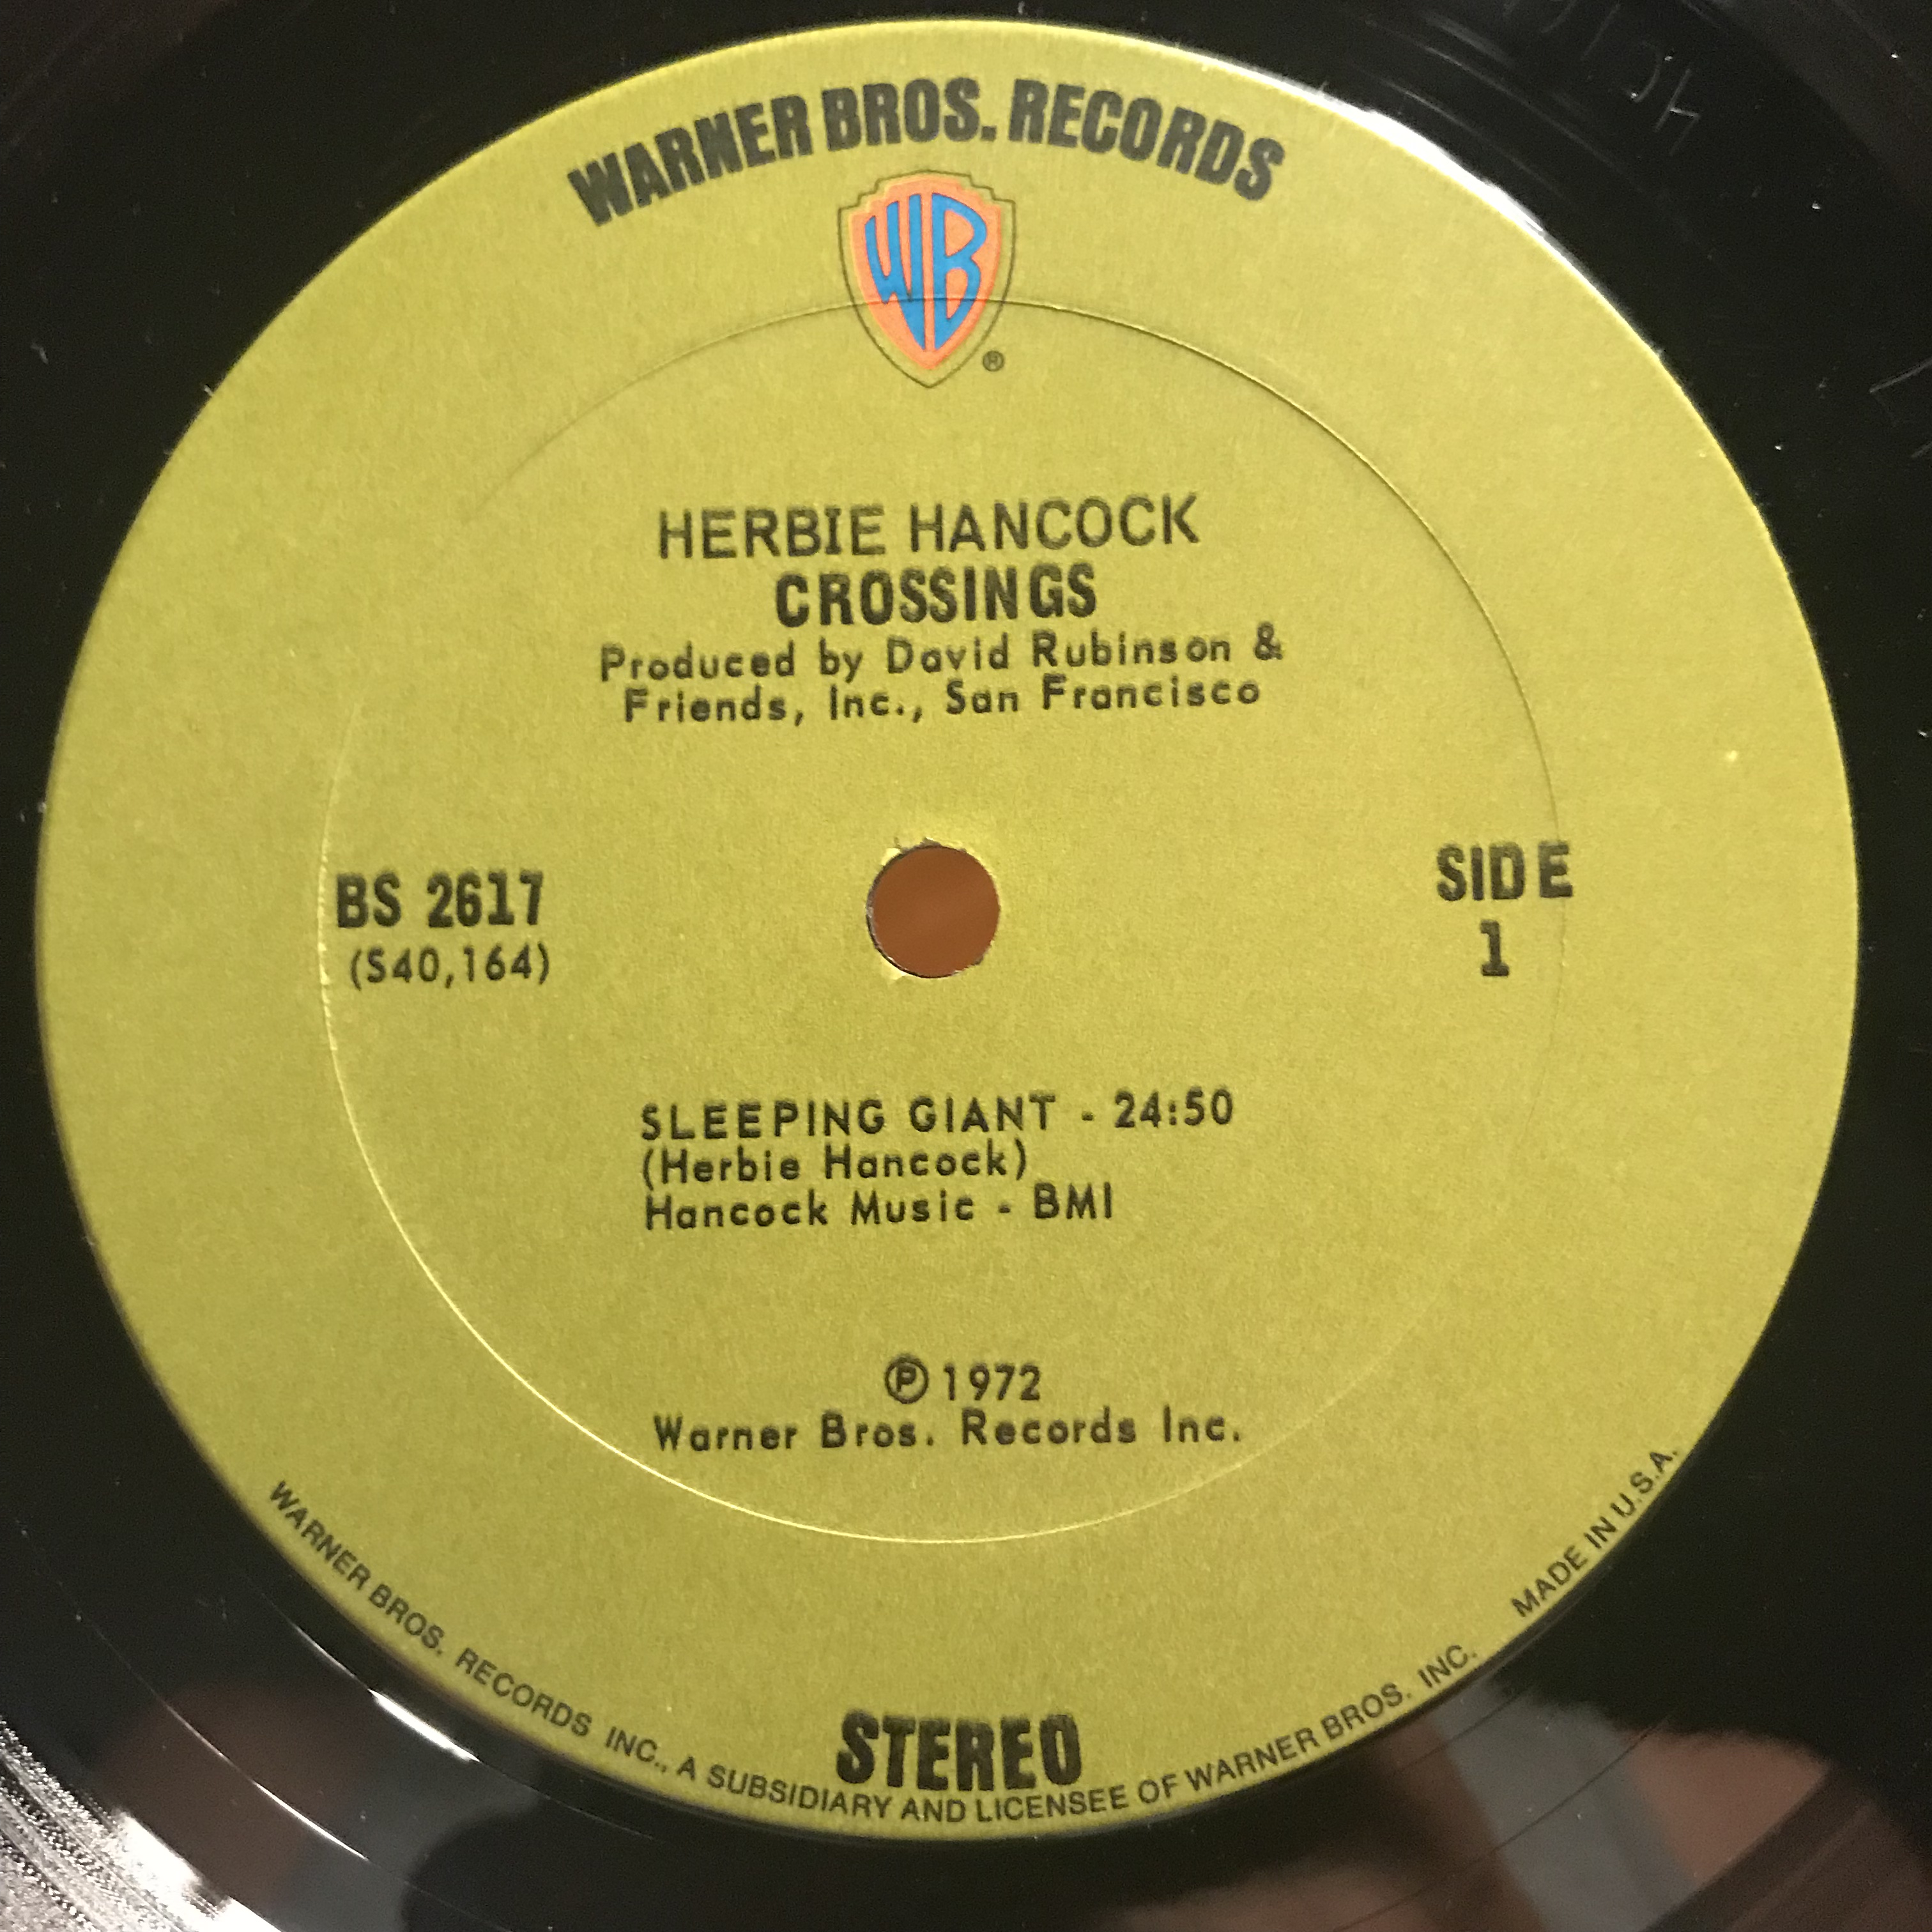 WARNER BROS. RECORDS
WB
®
HERBIE HANCOCK
CROSSINGS
Produced by David Rubinson &
Friends, Inc., San Francisco
BS 2617
(S40,164)
SIDE
1
SLEEPING GIANT - 24:50
(Herbie Hancock)
Hancock Music - BMI
℗ 1972
Warner Bros. Records Inc.
STEREO
WARNER BROS. RECORDS INC., A SUBSIDIARY AND LICENSEE OF WARNER BROS. INC. MADE IN U.S.A.